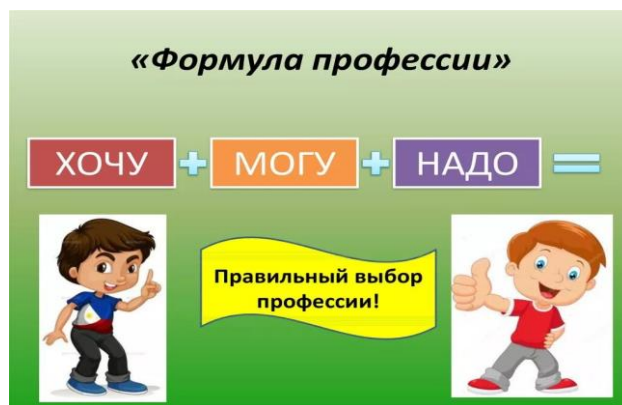 «Формула профессии»
ХОЧУ + МОГУ + НАДО =
Правильный выбор
профессии!